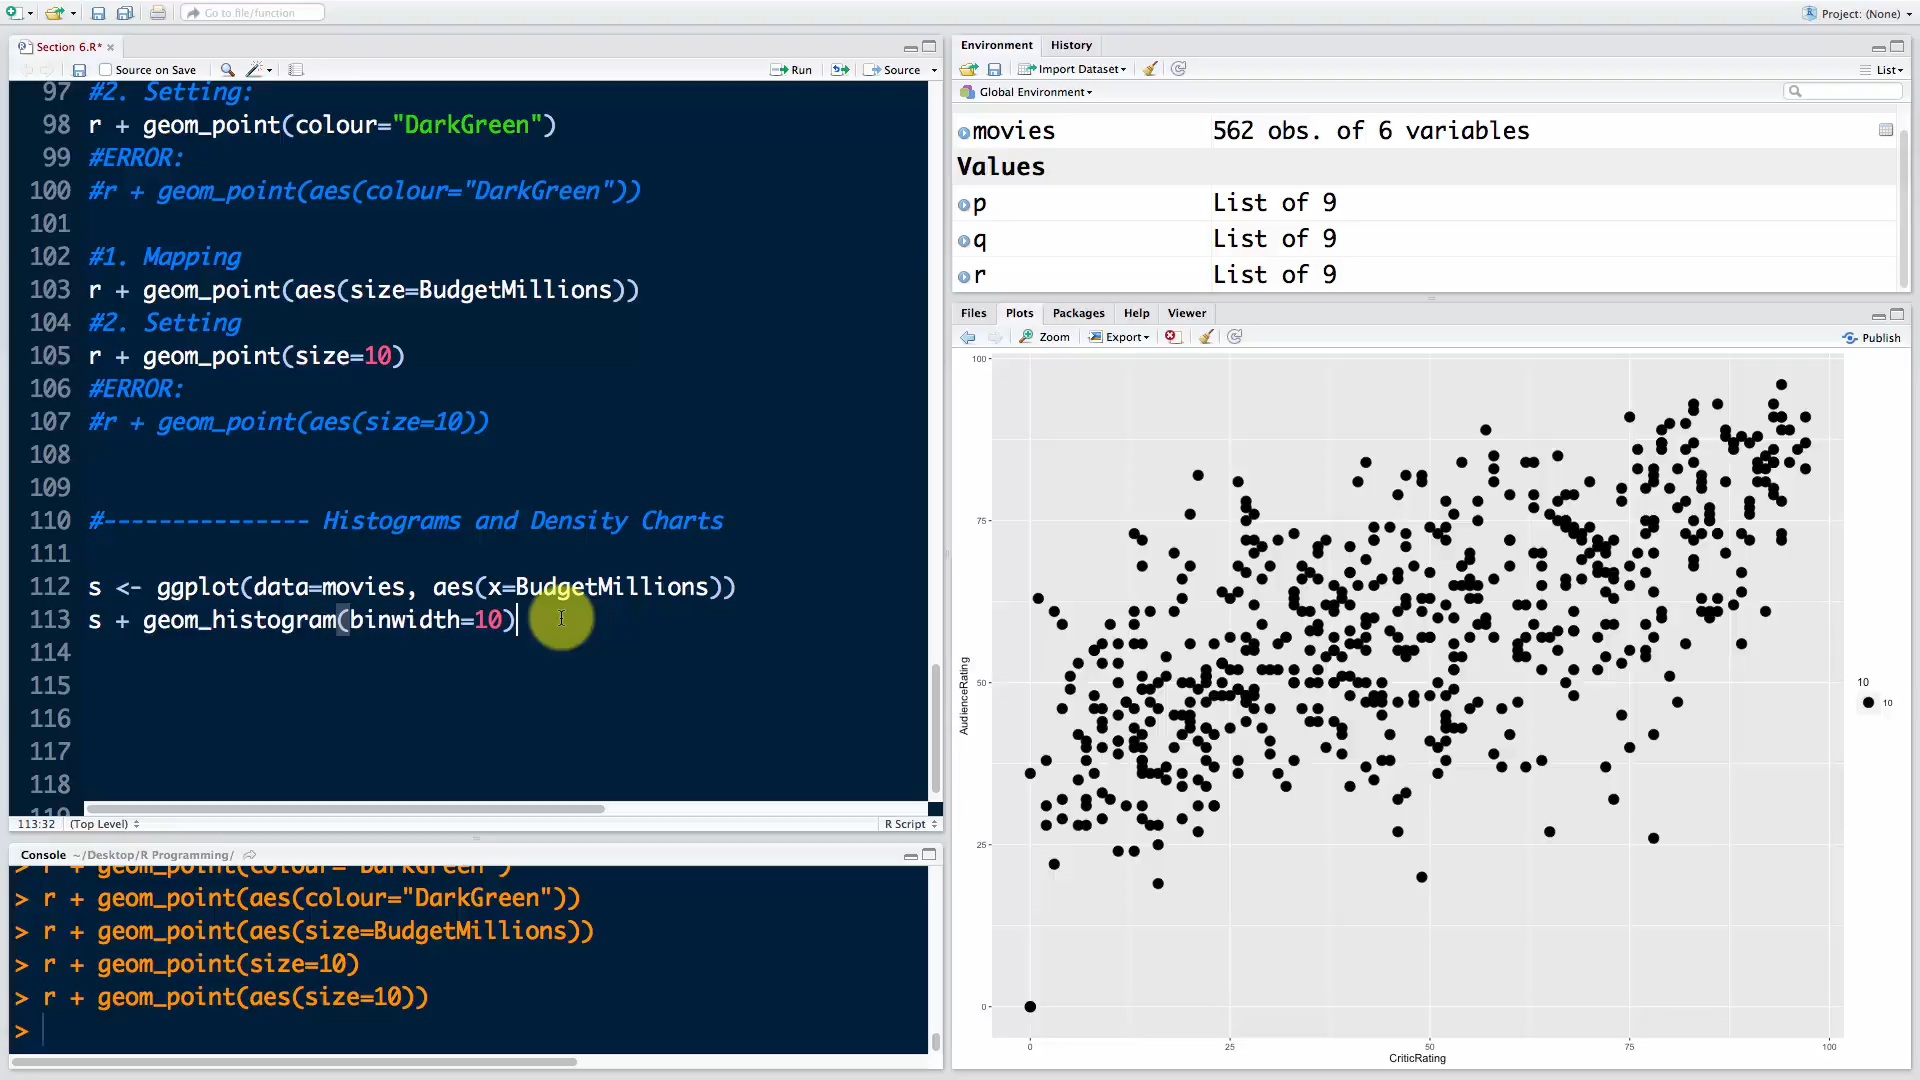 Go to file/function
Project: (None)
Section 6.R*
Source on Save
Run
Source
97 #2. Setting:
98 r + geom_point(colour="DarkGreen")
99 #ERROR:
100 #r + geom_point(aes(colour="DarkGreen"))
101
102 #1. Mapping
103 r + geom_point(aes(size=BudgetMillions))
104 #2. Setting
105 r + geom_point(size=10)
106 #ERROR:
107 #r + geom_point(aes(size=10))
108
109
110 #--------------- Histograms and Density Charts
111
112 s <- ggplot(data=movies, aes(x=BudgetMillions))
113 s + geom_histogram(binwidth=10)
114
115
116
117
118
119
113:32 (Top Level) R Script
Console ~/Desktop/R Programming/
> r + geom_point(colour="DarkGreen")
> r + geom_point(aes(colour="DarkGreen"))
> r + geom_point(aes(size=BudgetMillions))
> r + geom_point(size=10)
> r + geom_point(aes(size=10))
>
Environment History
Import Dataset List
Global Environment
movies 562 obs. of 6 variables
Values
p List of 9
q List of 9
r List of 9
Files Plots Packages Help Viewer
Zoom Export Publish
100
75
50
25
0
AudienceRating
0 25 50 75 100
CriticRating
10
10